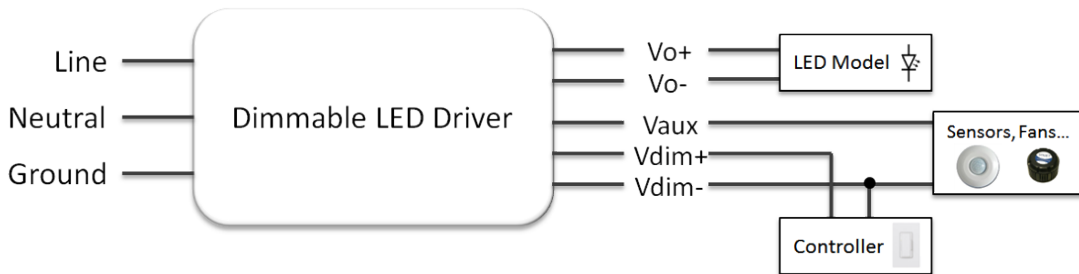 Line
Neutral
Ground
Dimmable LED Driver
Vo+
Vo-
Vaux
Vdim+
Vdim-
LED Model
Sensors, Fans...
Controller